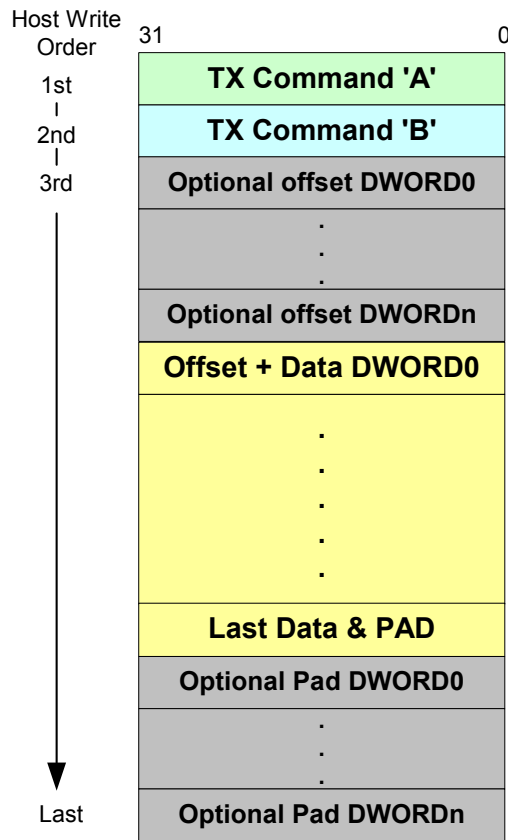 Host Write
Order
31 0
1st
TX Command 'A'
2nd
TX Command 'B'
3rd
Optional offset DWORD0
.
.
.
Optional offset DWORDn
Offset + Data DWORD0
.
.
.
.
.
Last Data & PAD
Optional Pad DWORD0
.
.
.
Last
Optional Pad DWORDn